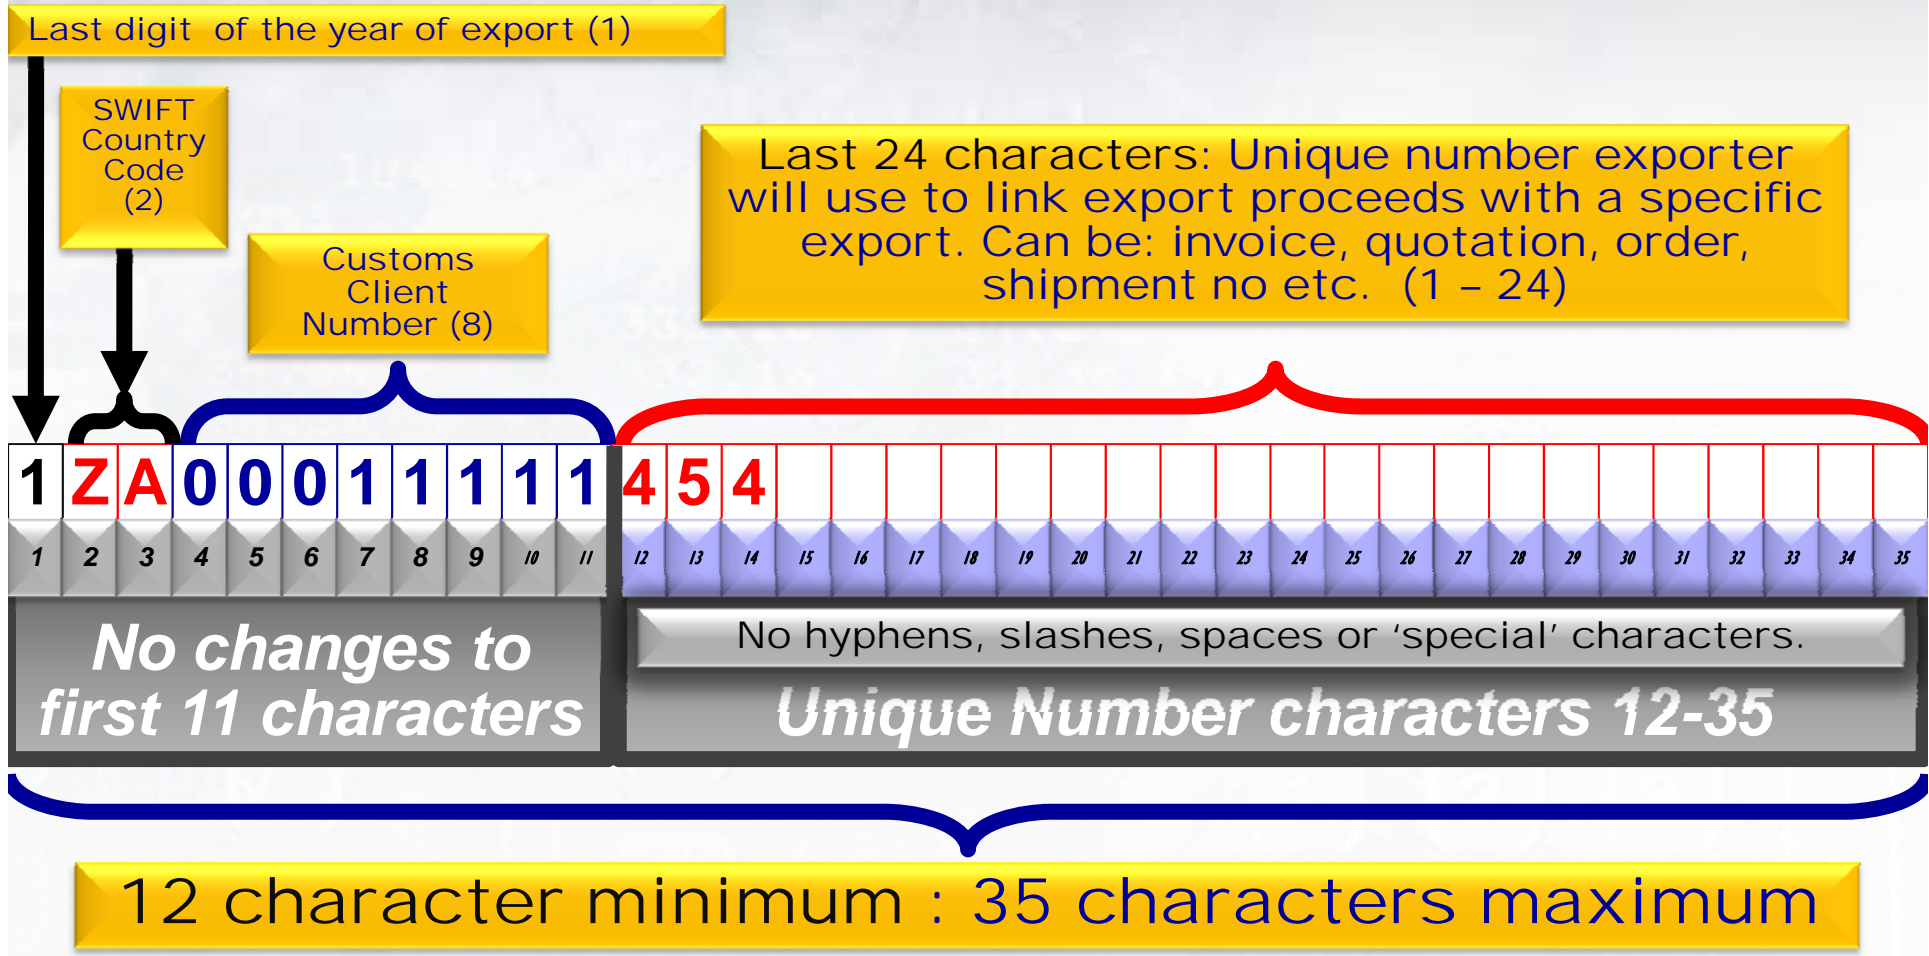 Last digit of the year of export (1)
SWIFT
Country
Code
(2)
Customs
Client
Number (8)
Last 24 characters: Unique number exporter
will use to link export proceeds with a specific
export. Can be: invoice, quotation, order,
shipment no etc. (1 – 24)
1 Z A 0 0 0 1 1 1 1 1 4 5 4
1 2 3 4 5 6 7 8 9 10 11 12 13 14 15 16 17 18 19 20 21 22 23 24 25 26 27 28 29 30 31 32 33 34 35
No changes to
first 11 characters
No hyphens, slashes, spaces or ‘special’ characters.
Unique Number characters 12-35
12 character minimum : 35 characters maximum